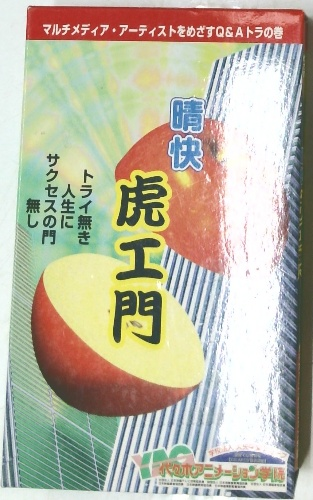 マルチメディア・アーティストをめざすQ&Aトラの巻
晴快
虎エ門
トライ無き
人生に
サクセスの門
無し
YAG
代々木アニメーション学院